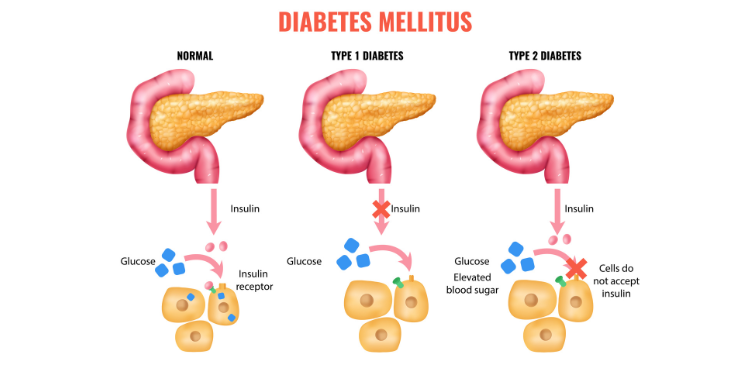 DIABETES MELLITUS
NORMAL
TYPE 1 DIABETES
TYPE 2 DIABETES
Insulin
Insulin
Insulin
Glucose
Insulin
receptor
Glucose
Glucose
Elevated
blood sugar
Cells do
not accept
insulin